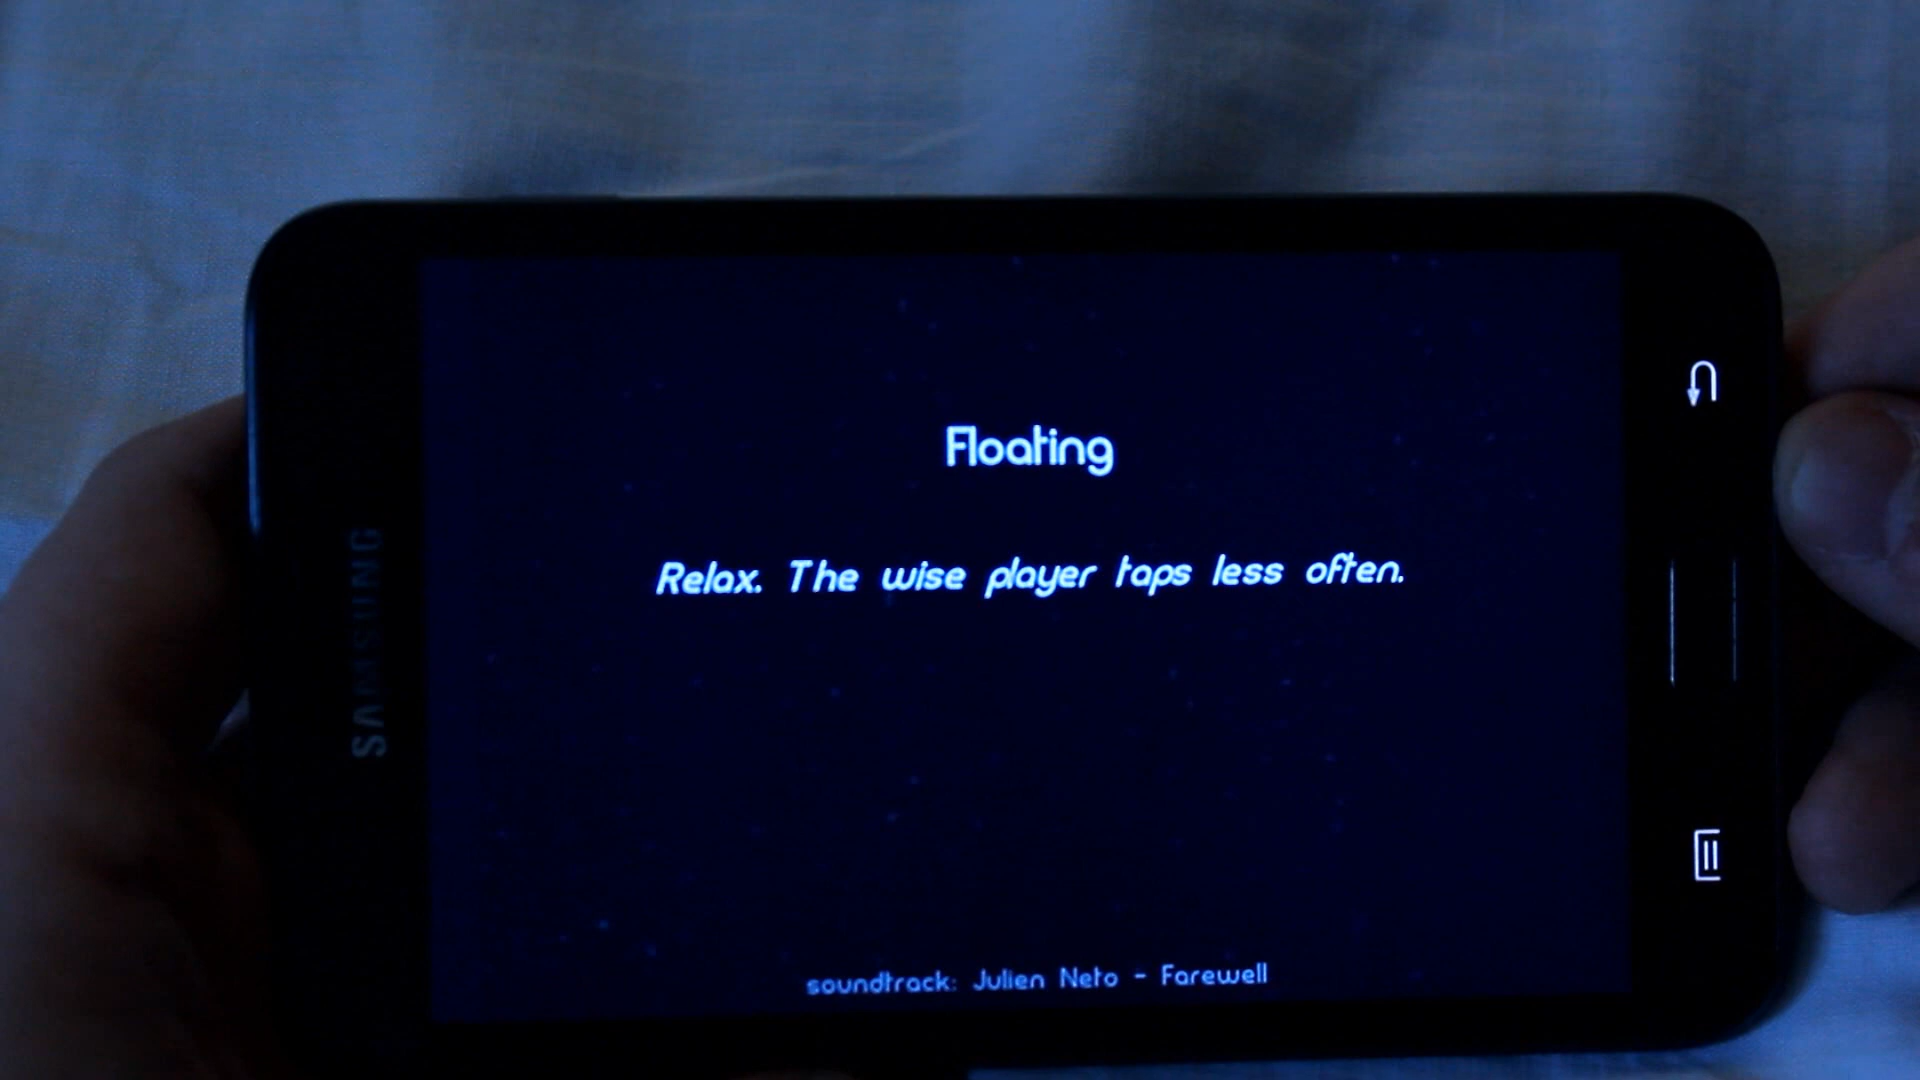 Floating
Relax. The wise player taps less often.
SAMSUNG
soundtrack: Julien Neto - Farewell